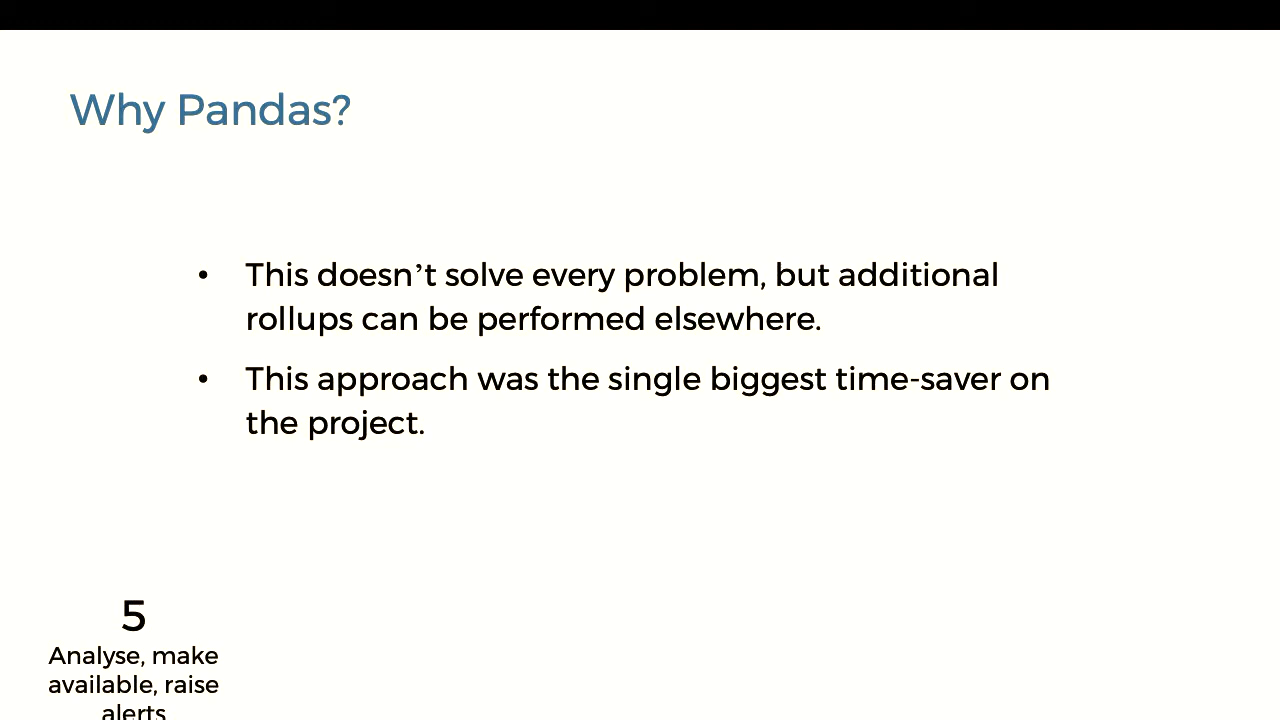 Why Pandas?
• This doesn’t solve every problem, but additional
rollups can be performed elsewhere.
• This approach was the single biggest time-saver on
the project.
5
Analyse, make
available, raise
alerts